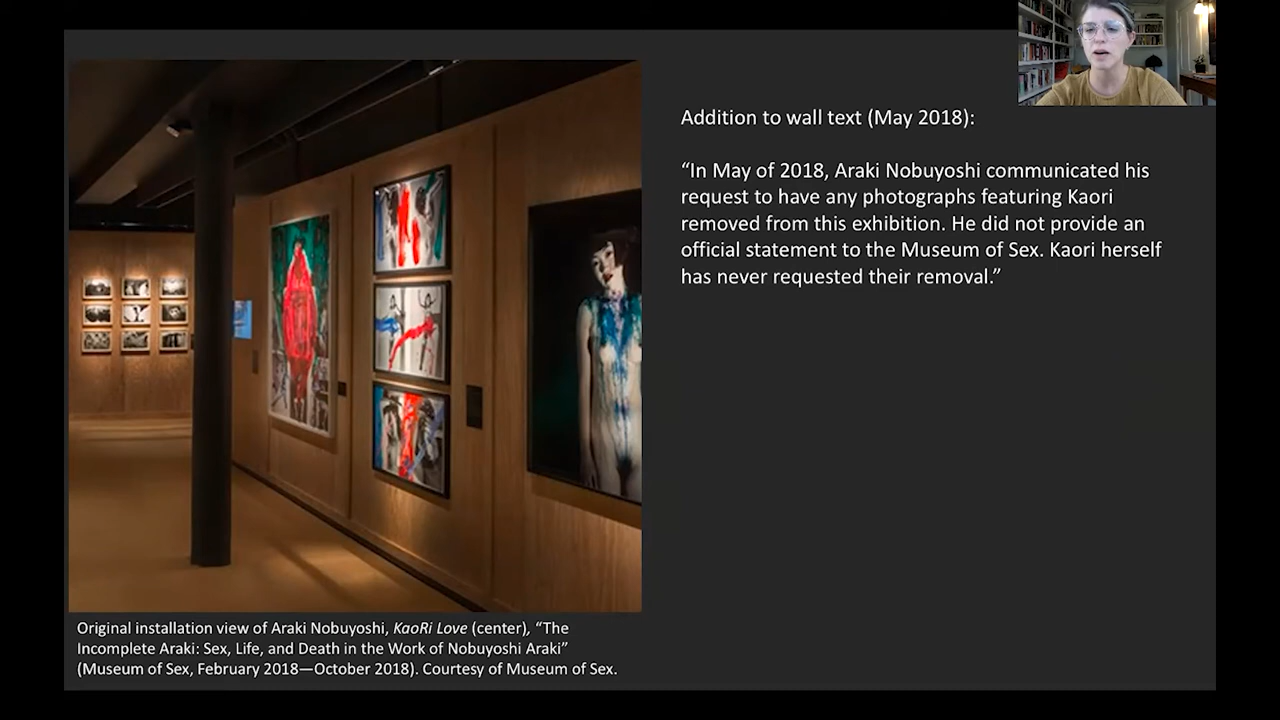 Addition to wall text (May 2018):
“In May of 2018, Araki Nobuyoshi communicated his
request to have any photographs featuring Kaori
removed from this exhibition. He did not provide an
official statement to the Museum of Sex. Kaori herself
has never requested their removal.”
Original installation view of Araki Nobuyoshi, KaoRi Love (center), “The
Incomplete Araki: Sex, Life, and Death in the Work of Nobuyoshi Araki”
(Museum of Sex, February 2018—October 2018). Courtesy of Museum of Sex.